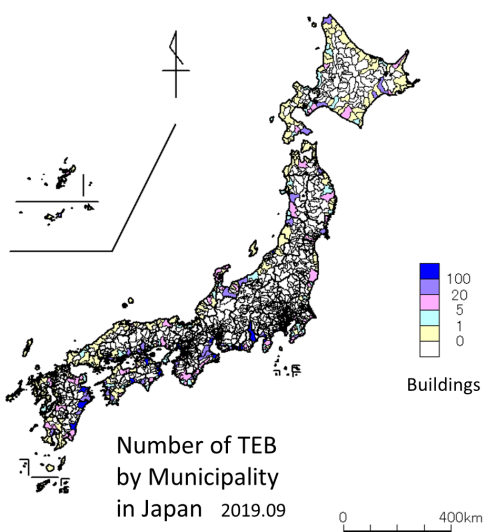 100
20
5
1
0
Buildings
Number of TEB
by Municipality
in Japan 2019.09
0 400km